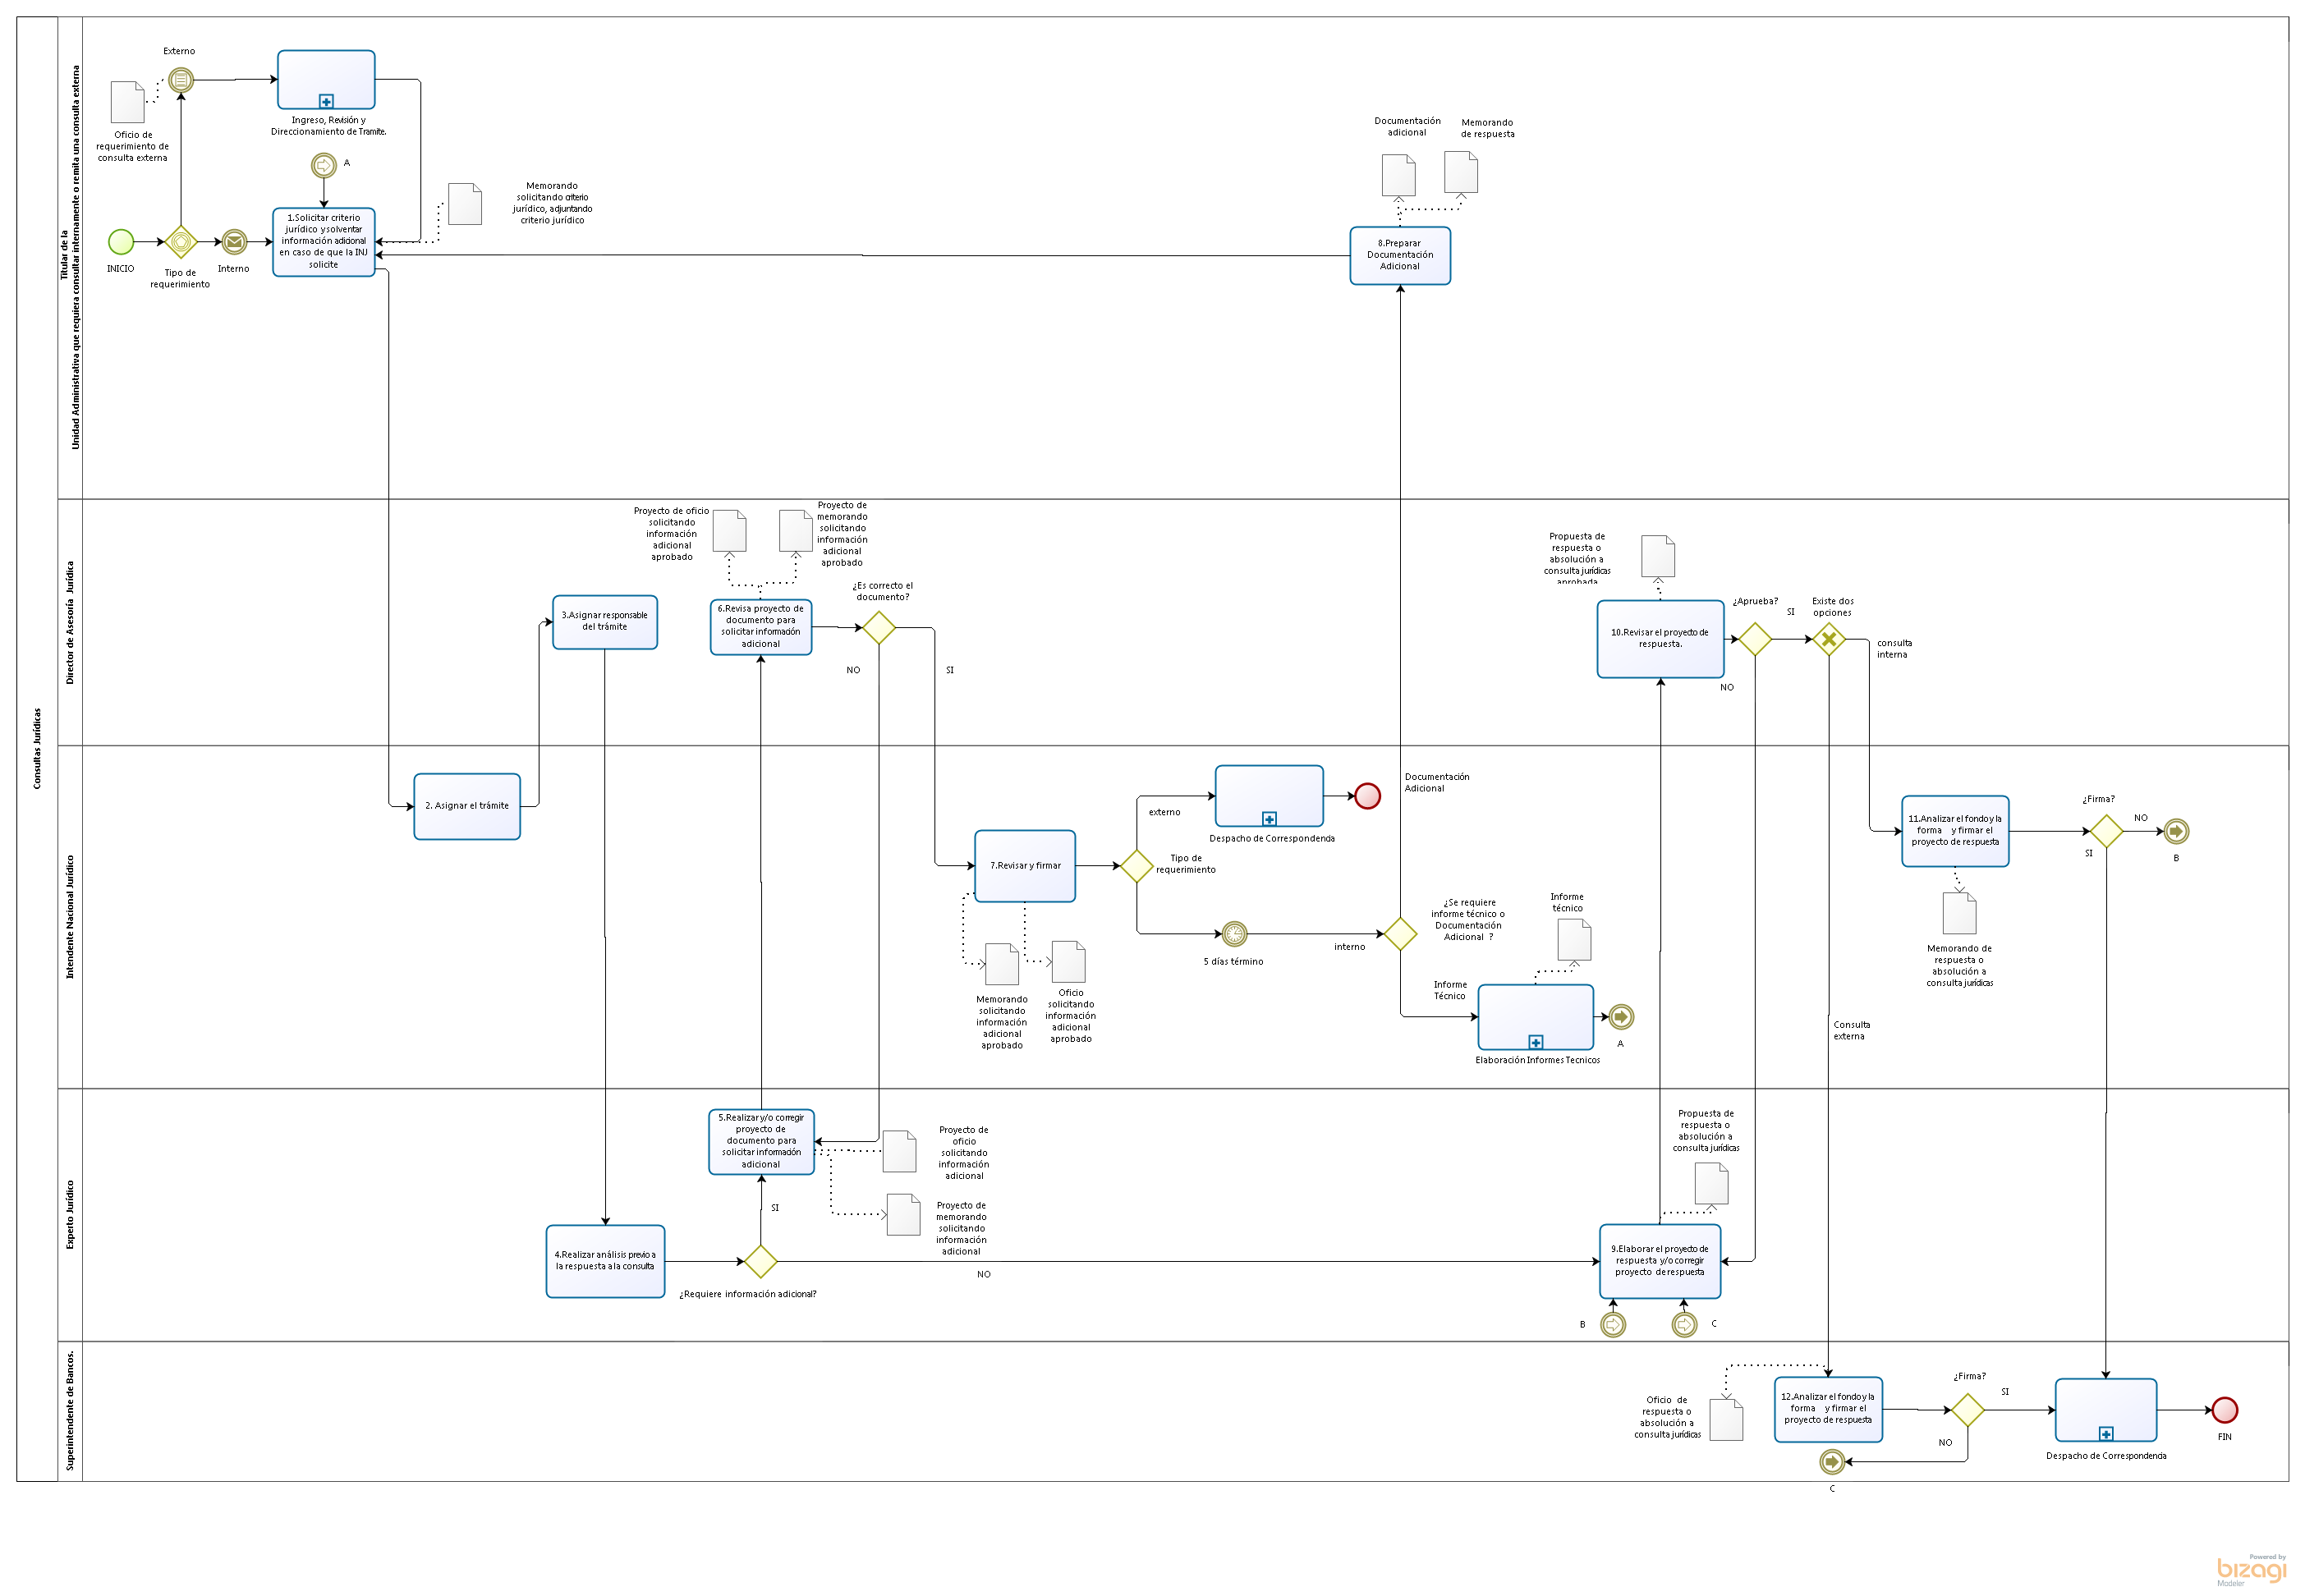 Consultas Jurídicas
Titular de la
Unidad Administrativa que requiera consultar internamente o remita una consulta externa
Externo
Oficio de
requerimiento de
consulta externa
Ingreso, Revisión y
Direccionamiento de Tramite.
A
INICIO
Tipo de
requerimiento
Interno
1.Solicitar criterio
jurídico y solventar
información adicional
en caso de que la INJ
solicite
Memorando
solicitando criterio
jurídico, adjuntando
criterio jurídico
Documentación
adicional
Memorando
de respuesta
8.Preparar
Documentación
Adicional
Director de Asesoría Jurídica
3.Asignar responsable
del trámite
Proyecto de oficio
solicitando
información
adicional
aprobado
Proyecto de
memorando
solicitando
información
adicional
aprobado
6.Revisa proyecto de
documento para
solicitar información
adicional
¿Es correcto el
documento?
NO
SI
Propuesta de
respuesta o
absolución a
consulta jurídicas
aprobada
10.Revisar el proyecto de
respuesta.
¿Aprueba?
SI
NO
Existe dos
opciones
consulta
interna
Intendente Nacional Jurídico
2. Asignar el trámite
7.Revisar y firmar
Memorando
solicitando
información
adicional
aprobado
Oficio
solicitando
información
adicional
aprobado
Tipo de
requerimiento
externo
Despacho de Correspondencia
5 días término
interno
¿Se requiere
informe técnico o
Documentación
Adicional ?
Documentación
Adicional
Informe
Técnico
Informe
técnico
Elaboración Informes Tecnicos
A
Consulta
externa
11.Analizar el fondo y la
forma y firmar el
proyecto de respuesta
Memorando de
respuesta o
absolución a
consulta jurídicas
¿Firma?
NO
SI
B
Experto Jurídico
4.Realizar análisis previo a
la respuesta a la consulta
¿Requiere información adicional?
SI
NO
5.Realizar y/o corregir
proyecto de
documento para
solicitar información
adicional
Proyecto de
oficio
solicitando
información
adicional
Proyecto de
memorando
solicitando
información
adicional
Propuesta de
respuesta o
absolución a
consulta jurídicas
9.Elaborar el proyecto de
respuesta y/o corregir
proyecto de respuesta
B
C
Superintendente de Bancos.
Oficio de
respuesta o
absolución a
consulta jurídicas
12.Analizar el fondo y la
forma y firmar el
proyecto de respuesta
¿Firma?
SI
NO
C
Despacho de Correspondencia
FIN
Powered by
bizagi
Modeler